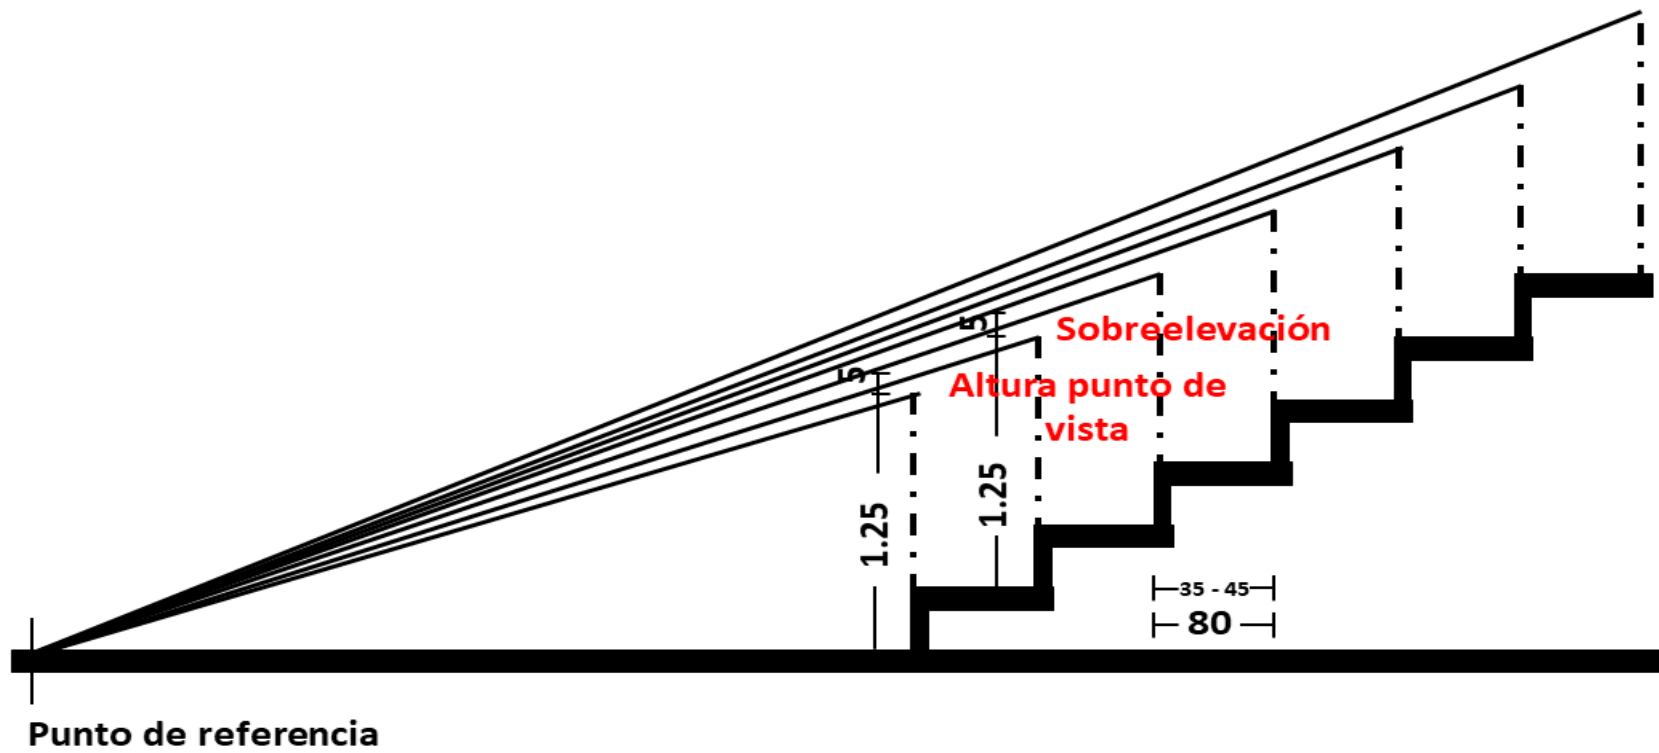 5
Sobreelevación
5
Altura punto de
vista
1.25
1.25
35 - 45
80
Punto de referencia